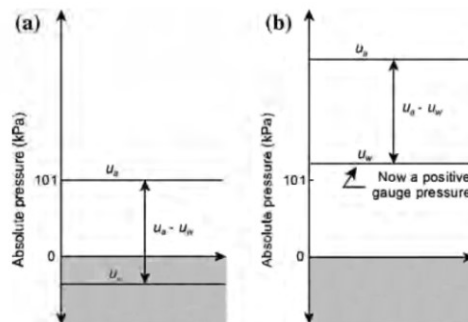 (a)
Absolute pressure (kPa)
u_a
101
u_a - u_w
0
(b)
Absolute pressure (kPa)
u_a
u_a - u_w
u_w
101
Now a positive
gauge pressure
0